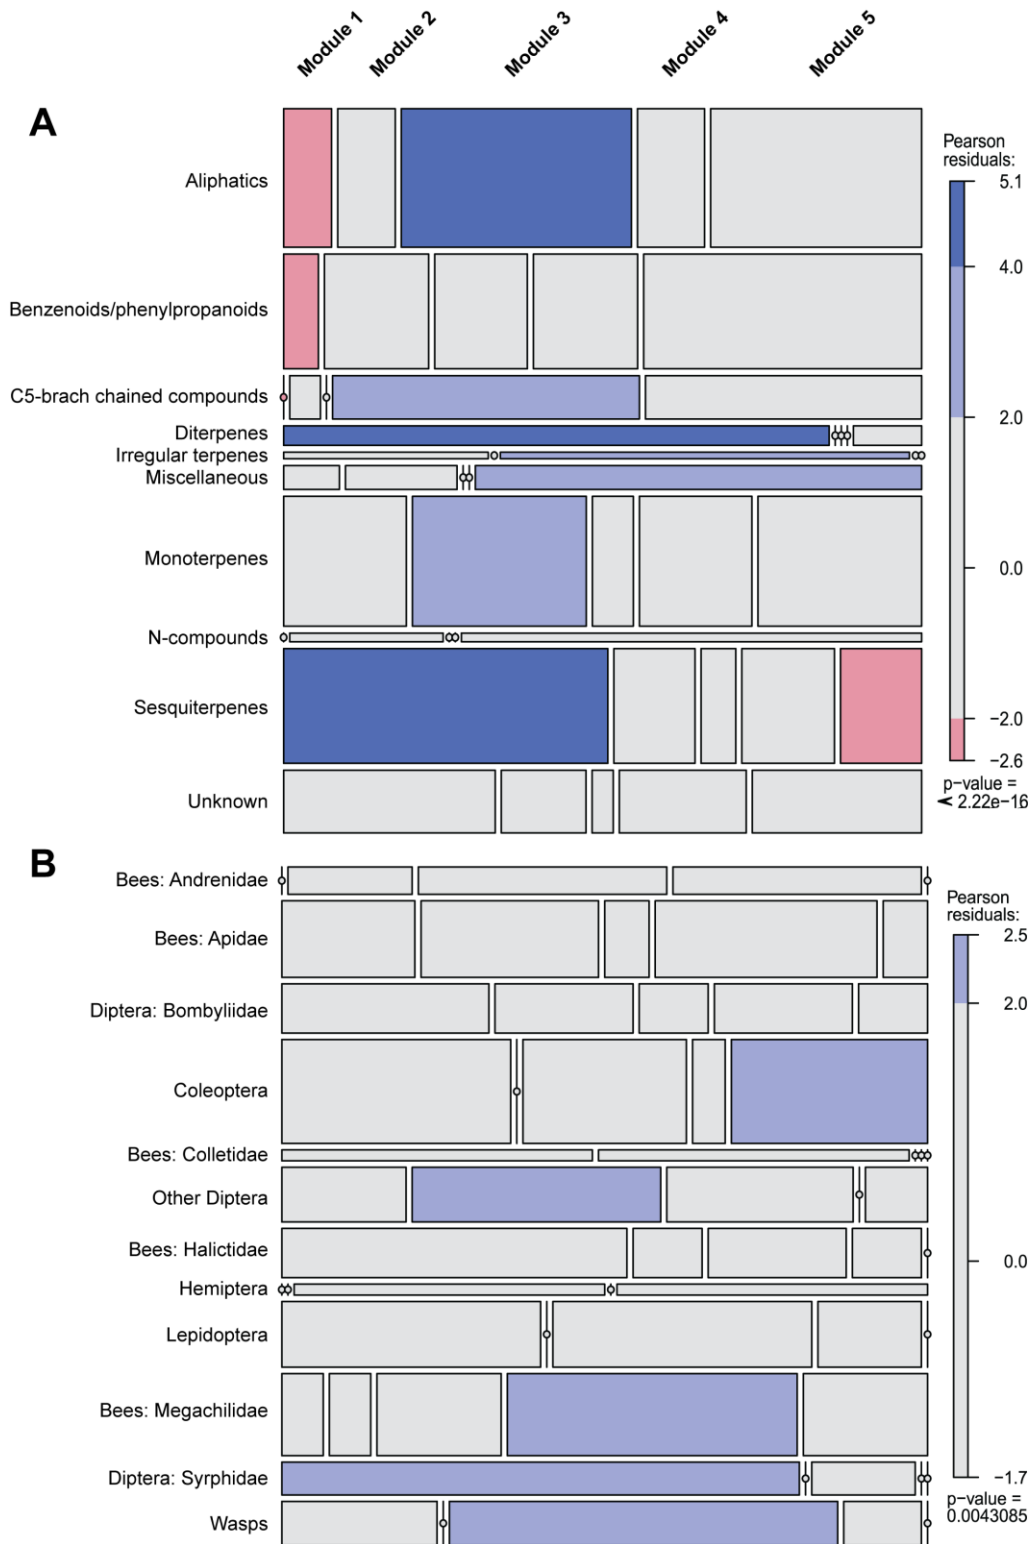 Module 1
Module 2
Module 3
Module 4
Module 5
A
Aliphatics
Benzenoids/phenylpropanoids
C5-brach chained compounds
Diterpenes
Irregular terpenes
Miscellaneous
Monoterpenes
N-compounds
Sesquiterpenes
Unknown
Pearson
residuals:
5.1
4.0
2.0
0.0
−2.0
−2.6
p−value =
< 2.22e−16
B
Bees: Andrenidae
Bees: Apidae
Diptera: Bombyliidae
Coleoptera
Bees: Colletidae
Other Diptera
Bees: Halictidae
Hemiptera
Lepidoptera
Bees: Megachilidae
Diptera: Syrphidae
Wasps
Pearson
residuals:
2.5
2.0
0.0
−1.7
p−value =
0.0043085